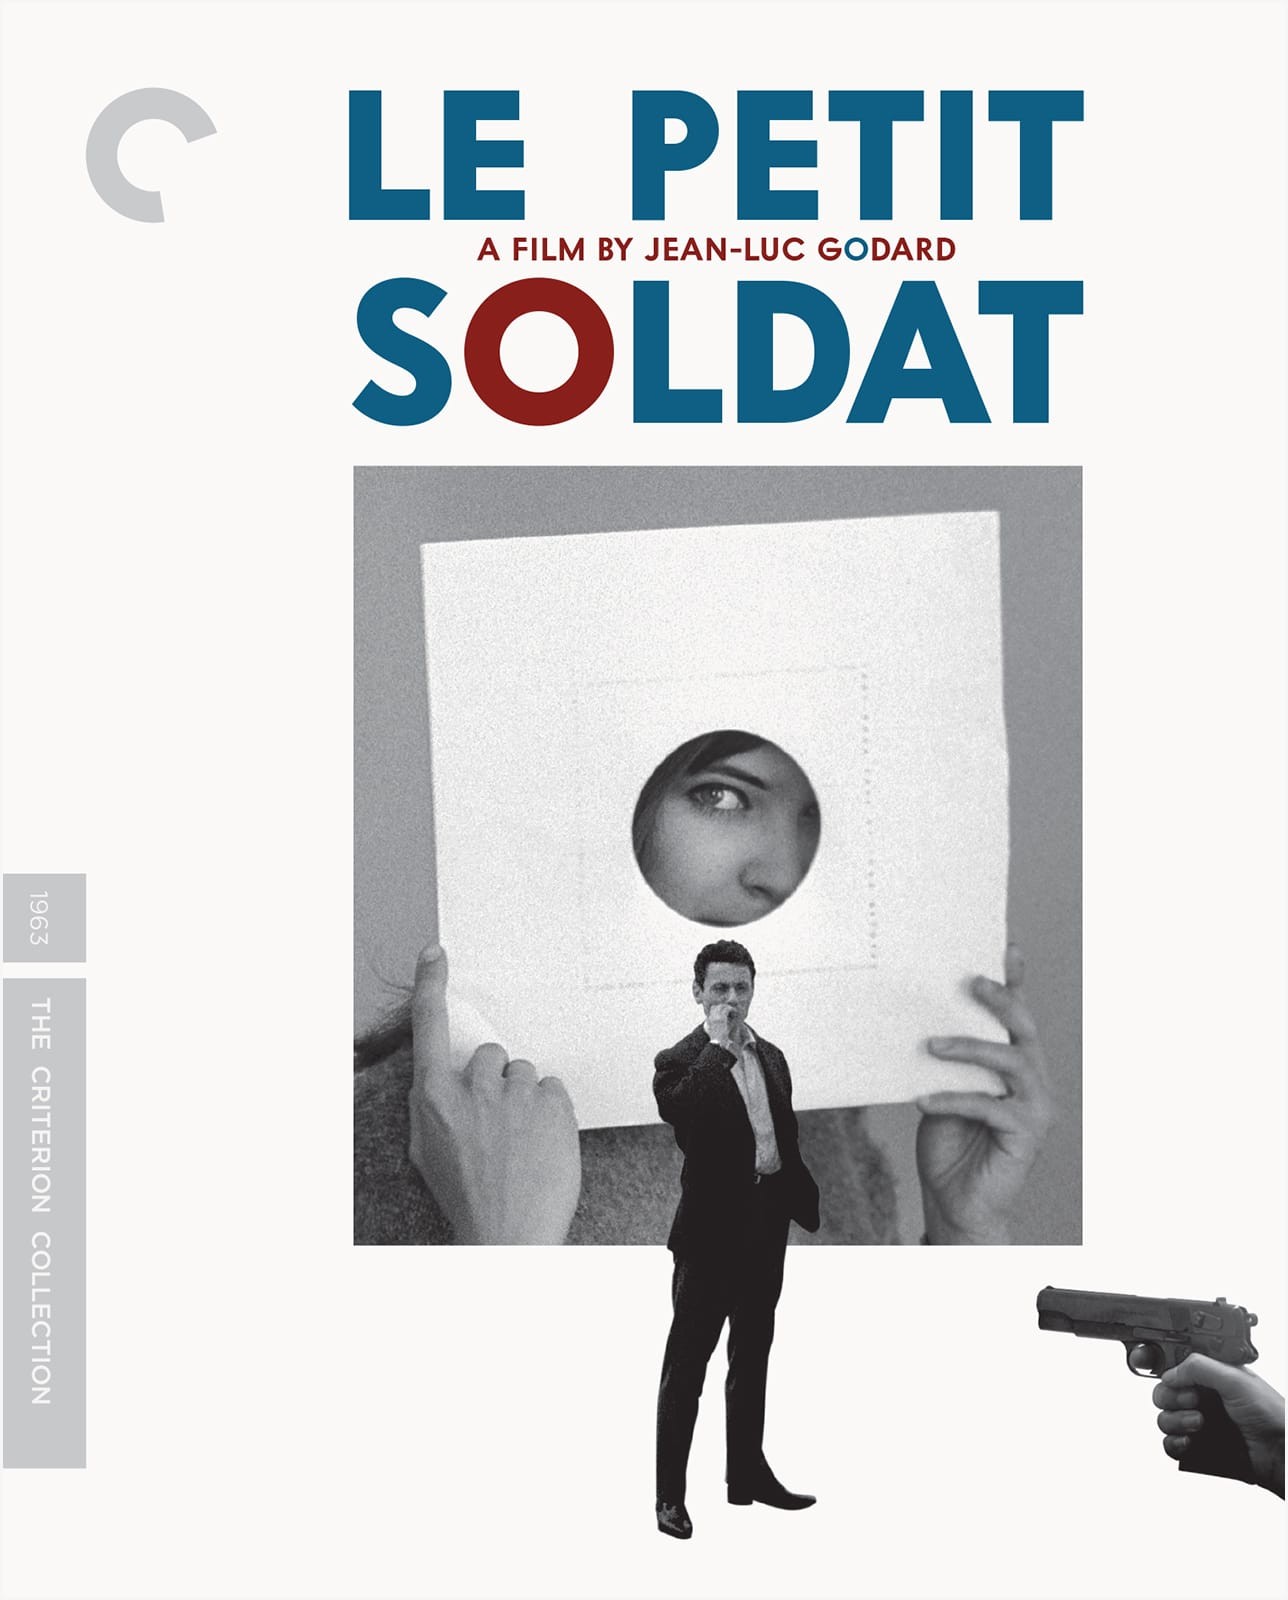 LE PETIT
A FILM BY JEAN-LUC GODARD
SOLDAT
1963
THE CRITERION COLLECTION